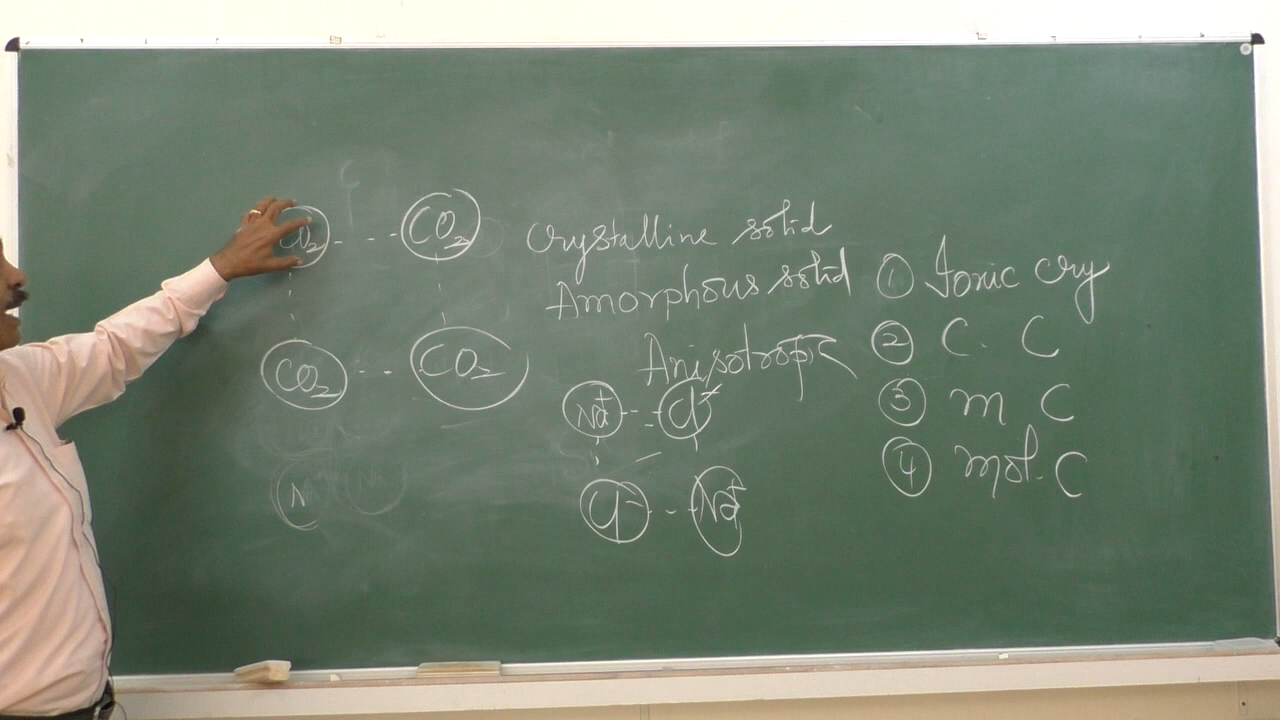 CO2 - - - CO2
CO2 - - CO2
N
Crystalline solid
Amorphous solid
Anisotropic
Na+ - - Cl-
Cl- - - Na+
① Ionic Cry
② C. C
③ m C
④ mol. C